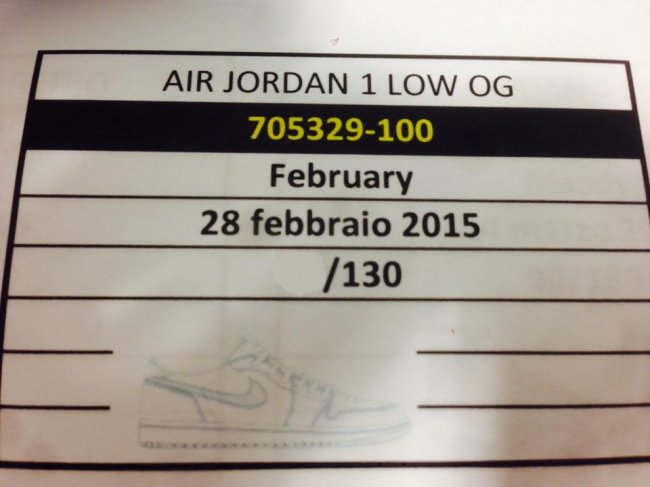 AIR JORDAN 1 LOW OG
705329-100
February
28 febbraio 2015
/130